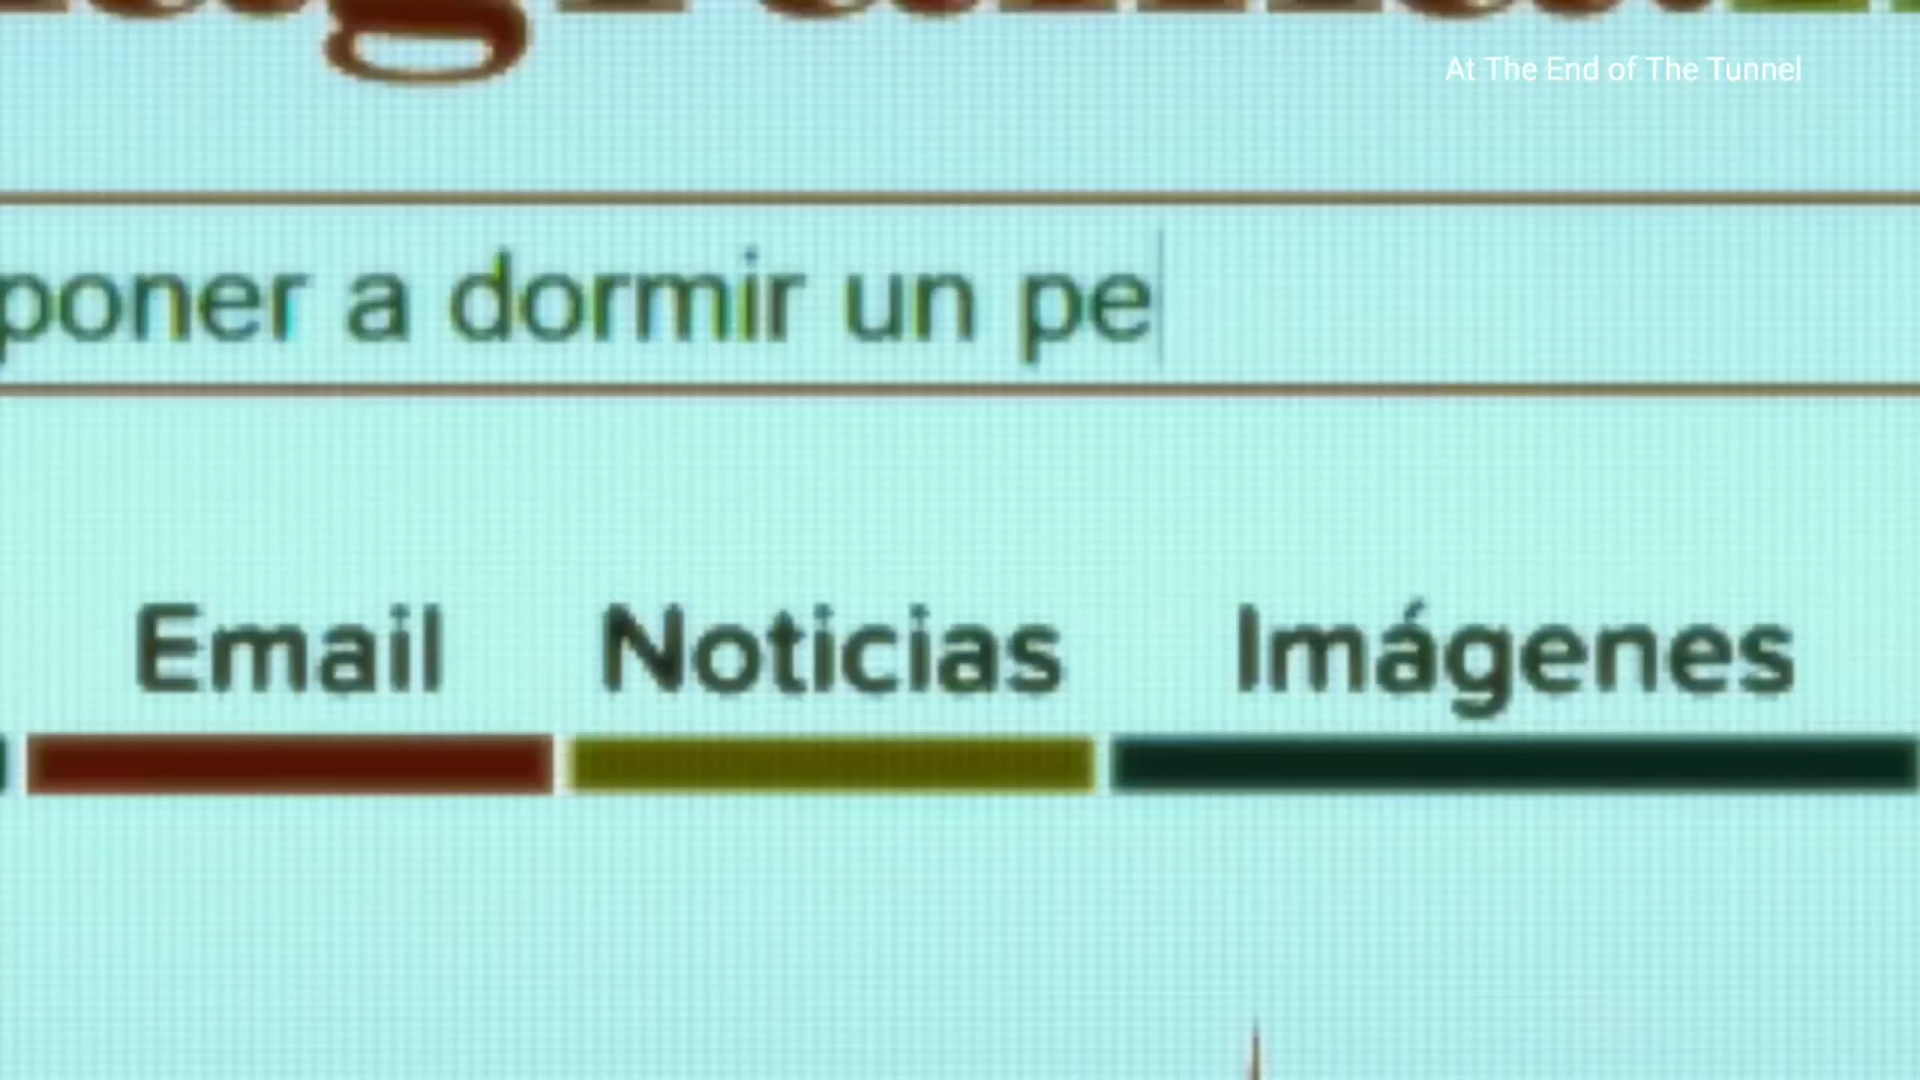 At The End of The Tunnel
poner a dormir un pe
Email Noticias Imágenes